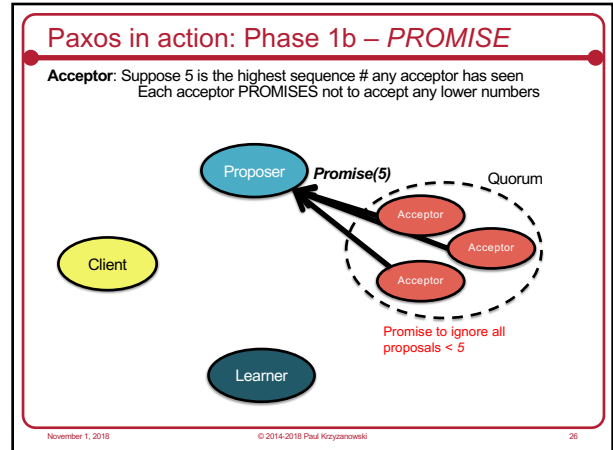 Paxos in action: Phase 1b – PROMISE
Acceptor: Suppose 5 is the highest sequence # any acceptor has seen
Each acceptor PROMISES not to accept any lower numbers
Proposer
Promise(5)
Quorum
Acceptor
Acceptor
Client
Acceptor
Promise to ignore all
proposals < 5
Learner
November 1, 2018
© 2014-2018 Paul Krzyzanowski
26